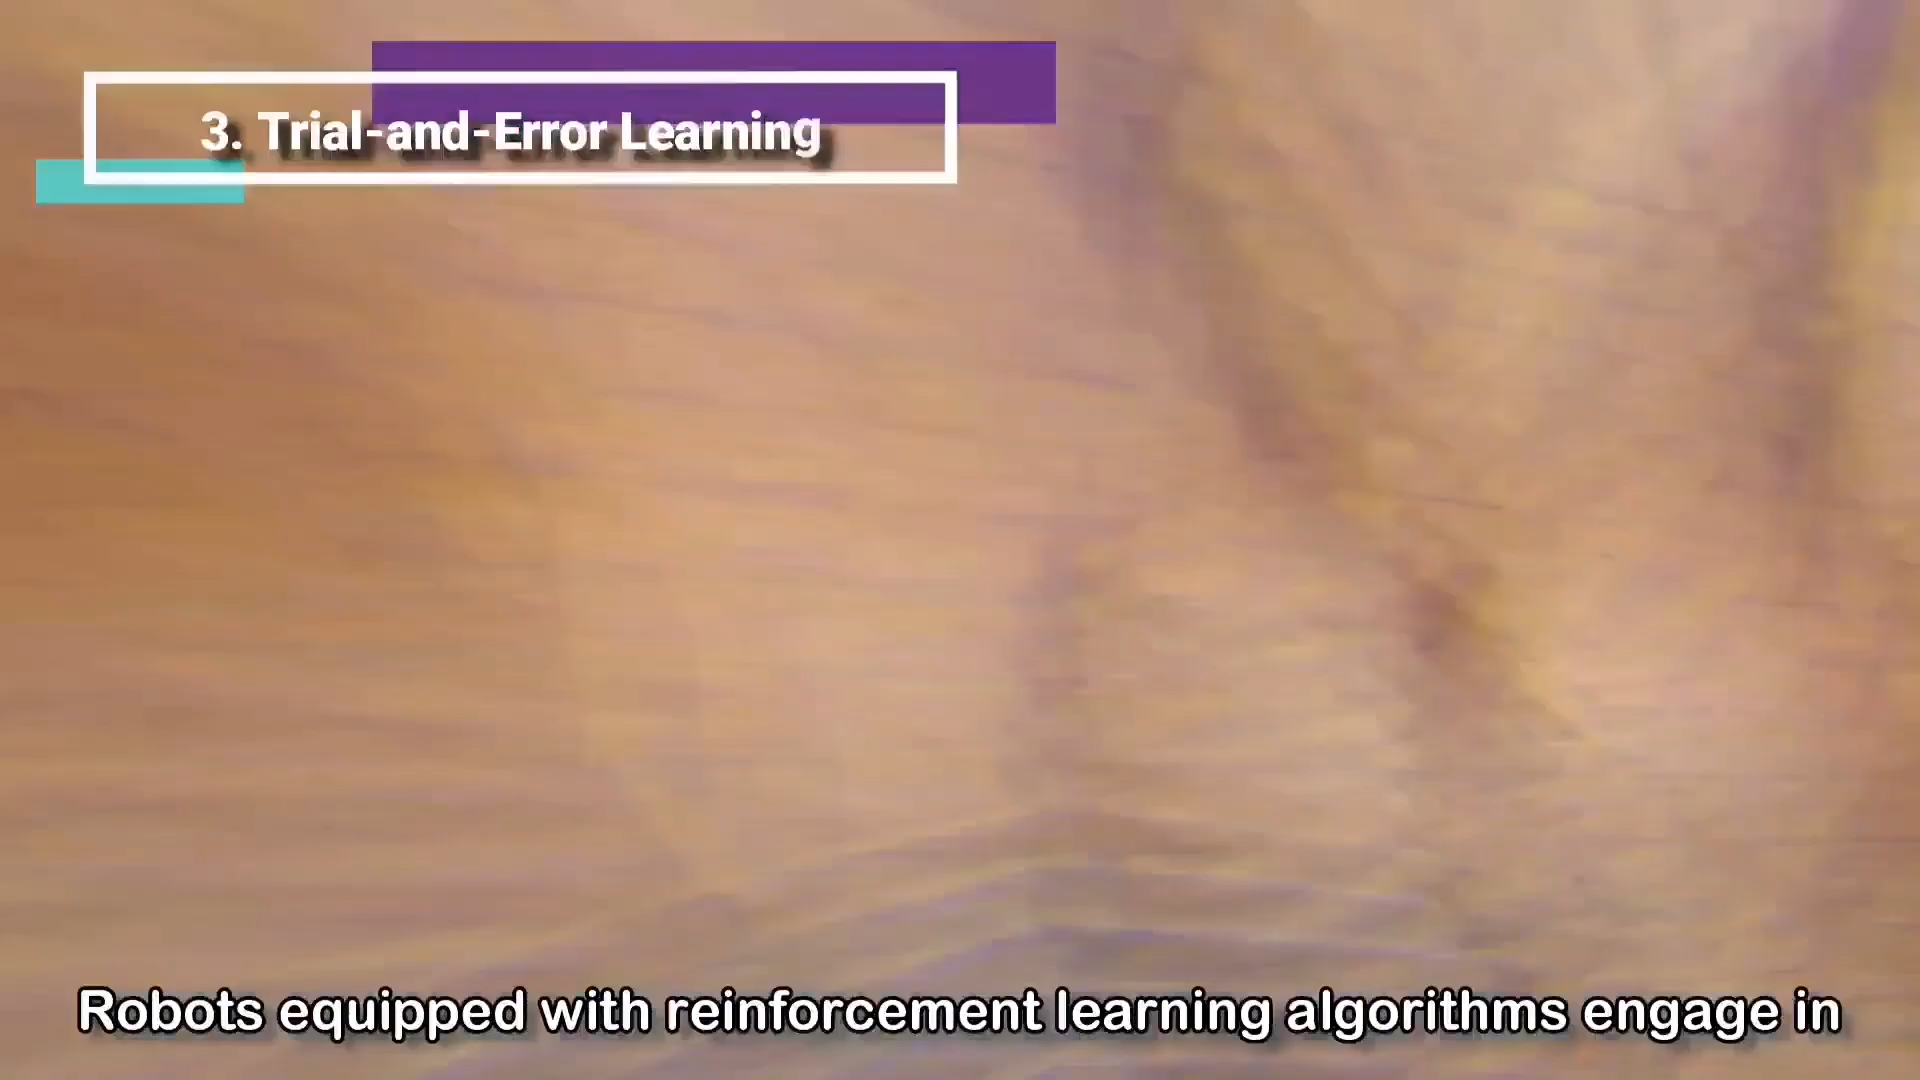 3. Trial-and-Error Learning
Robots equipped with reinforcement learning algorithms engage in